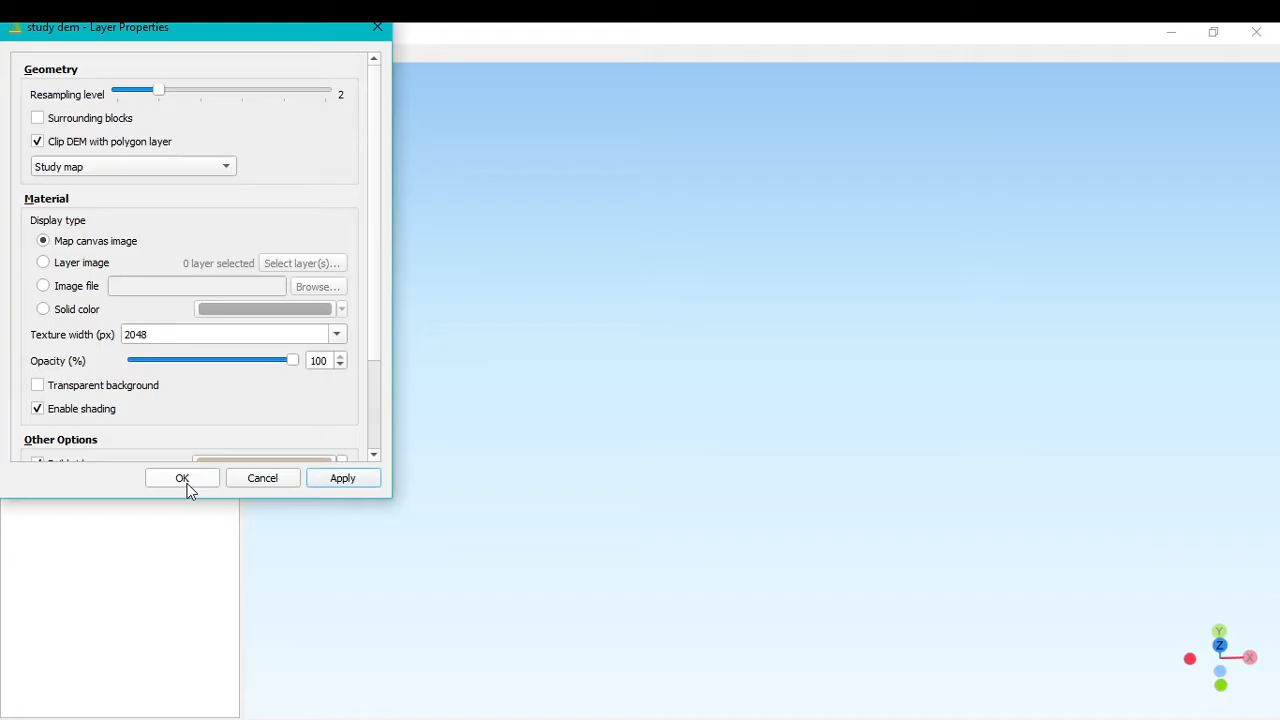 study dem - Layer Properties
Geometry
Resampling level 2
Surrounding blocks
Clip DEM with polygon layer
Study map
Material
Display type
Map canvas image
Layer image 0 layer selected Select layer(s)...
Image file Browse...
Solid color
Texture width (px) 2048
Opacity (%) 100
Transparent background
Enable shading
Other Options
OK Cancel Apply
Y
Z
X